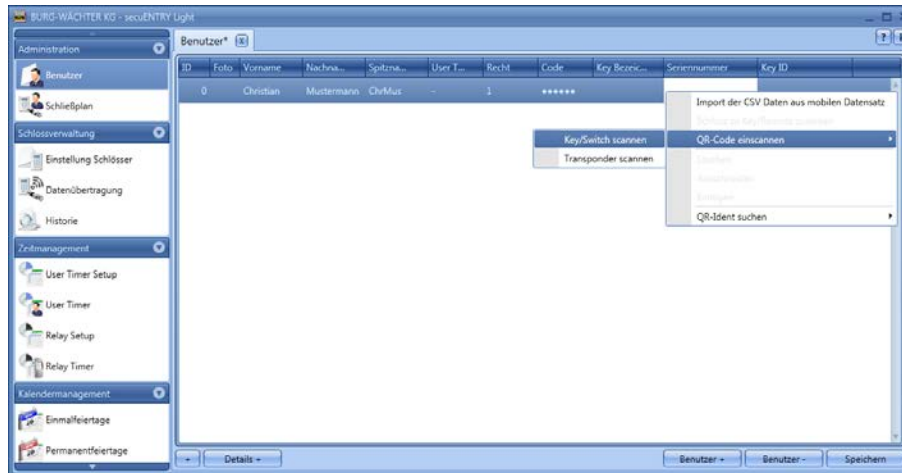 BURG-WÄCHTER KG - secuENTRY Light
Administration
Benutzer
Schließplan
Schlossverwaltung
Einstellung Schlösser
Datenübertragung
Historie
Zeitmanagement
User Timer Setup
User Timer
Relay Setup
Relay Timer
Kalendermanagement
Einmalfeiertage
Permanentfeiertage
Benutzer*
?
ID Foto Vorname Nachna... Spitzna... User T... Recht Code Key Bezeic... Seriennummer Key ID
0 Christian Mustermann ChrMus - 1 ******
Import der CSV Daten aus mobilen Datensatz
QR-Code einscannen
Key/Switch scannen
Transponder scannen
QR-Ident suchen
Details +
Benutzer + Benutzer - Speichern